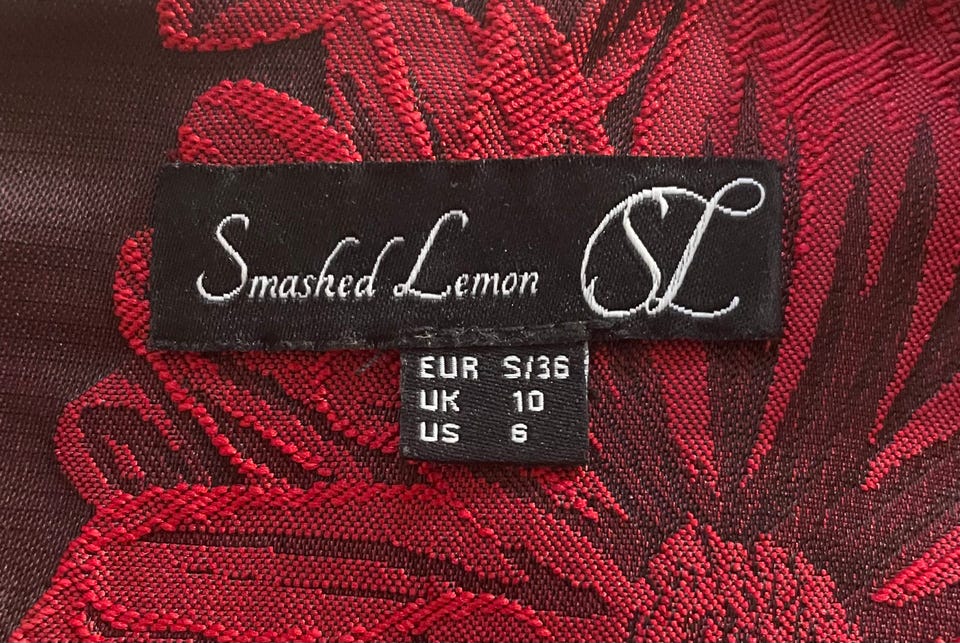 Smashed Lemon SL
EUR S/36
UK 10
US 6